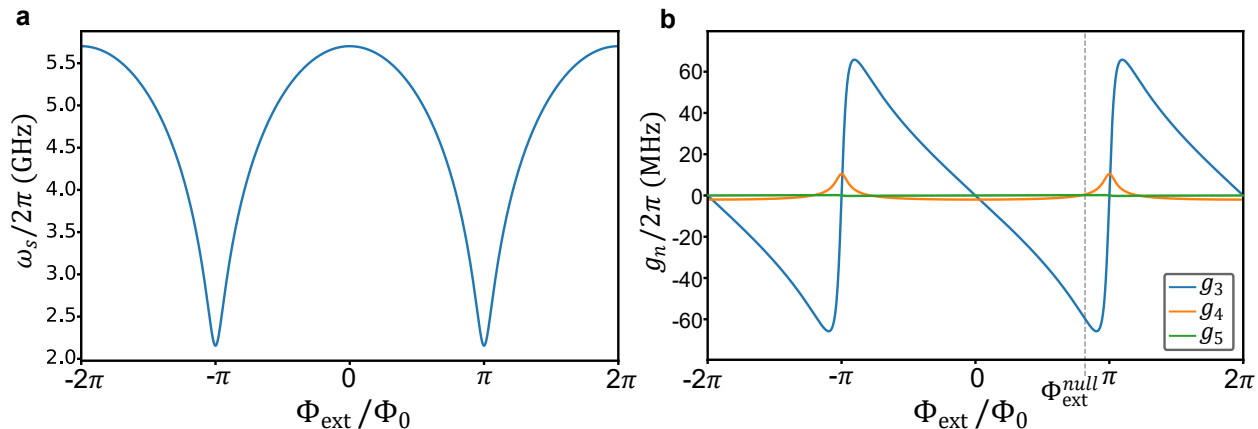 a
ω_s/2π (GHz)
5.5
5.0
4.5
4.0
3.5
3.0
2.5
2.0
-2π
-π
0
π
2π
Φ_ext/Φ_0
b
g_n/2π (MHz)
60
40
20
0
-20
-40
-60
g_3
g_4
g_5
-2π
-π
0
Φ_ext^null
π
2π
Φ_ext/Φ_0